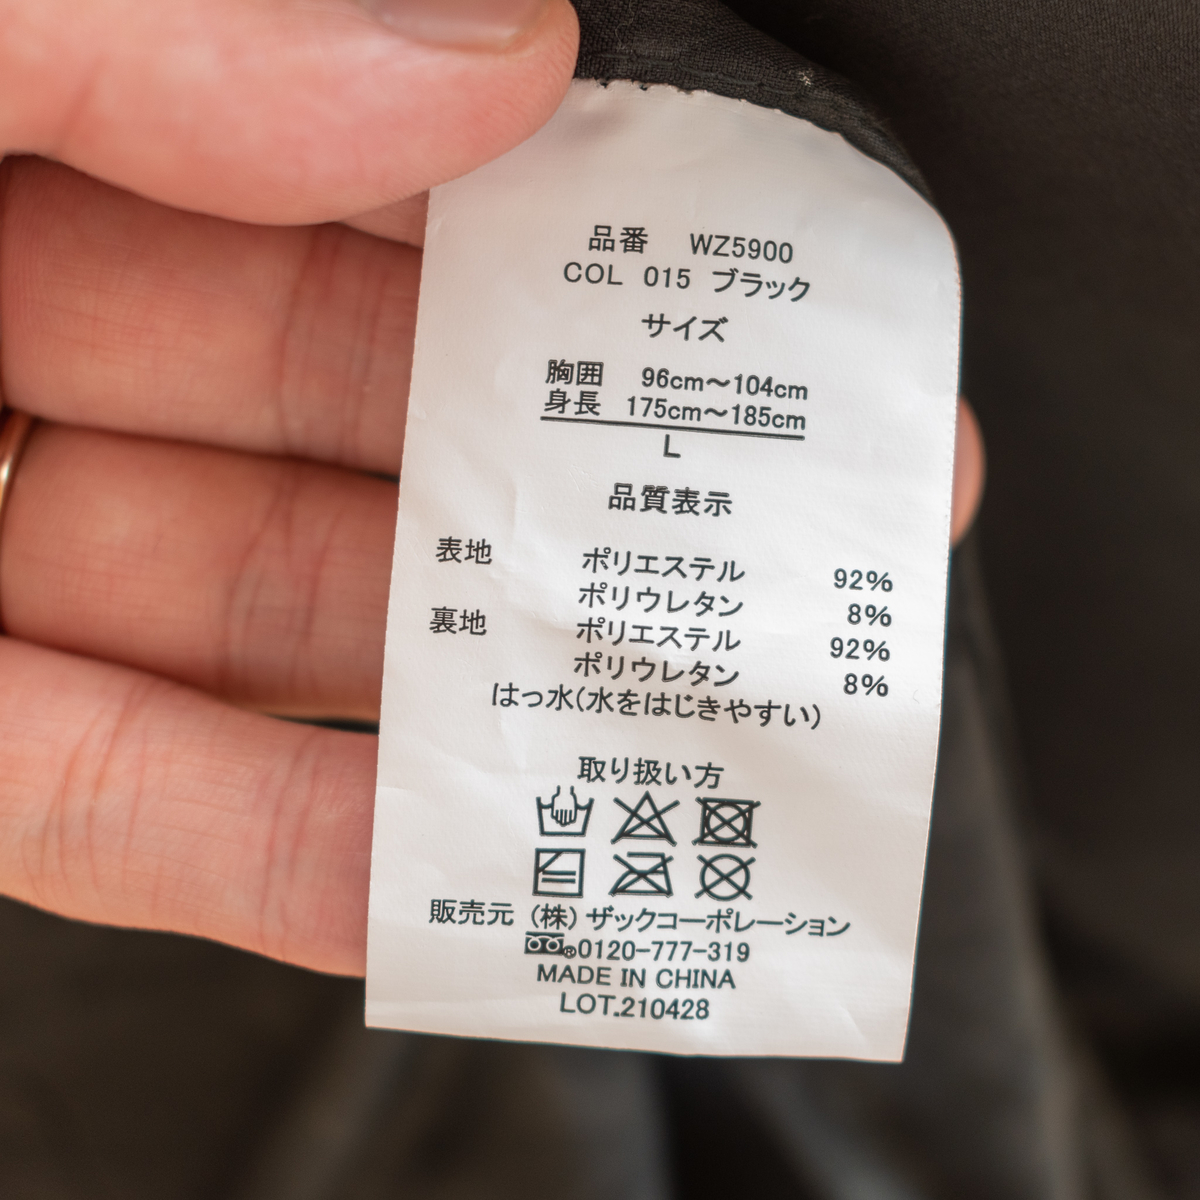 品番 WZ5900
COL 015 ブラック
サイズ
胸囲 96cm～104cm
身長 175cm～185cm
L
品質表示
表地 ポリエステル 92%
ポリウレタン 8%
裏地 ポリエステル 92%
ポリウレタン 8%
はっ水(水をはじきやすい)
取り扱い方
販売元 (株) ザックコーポレーション
®0120-777-319
MADE IN CHINA
LOT.210428